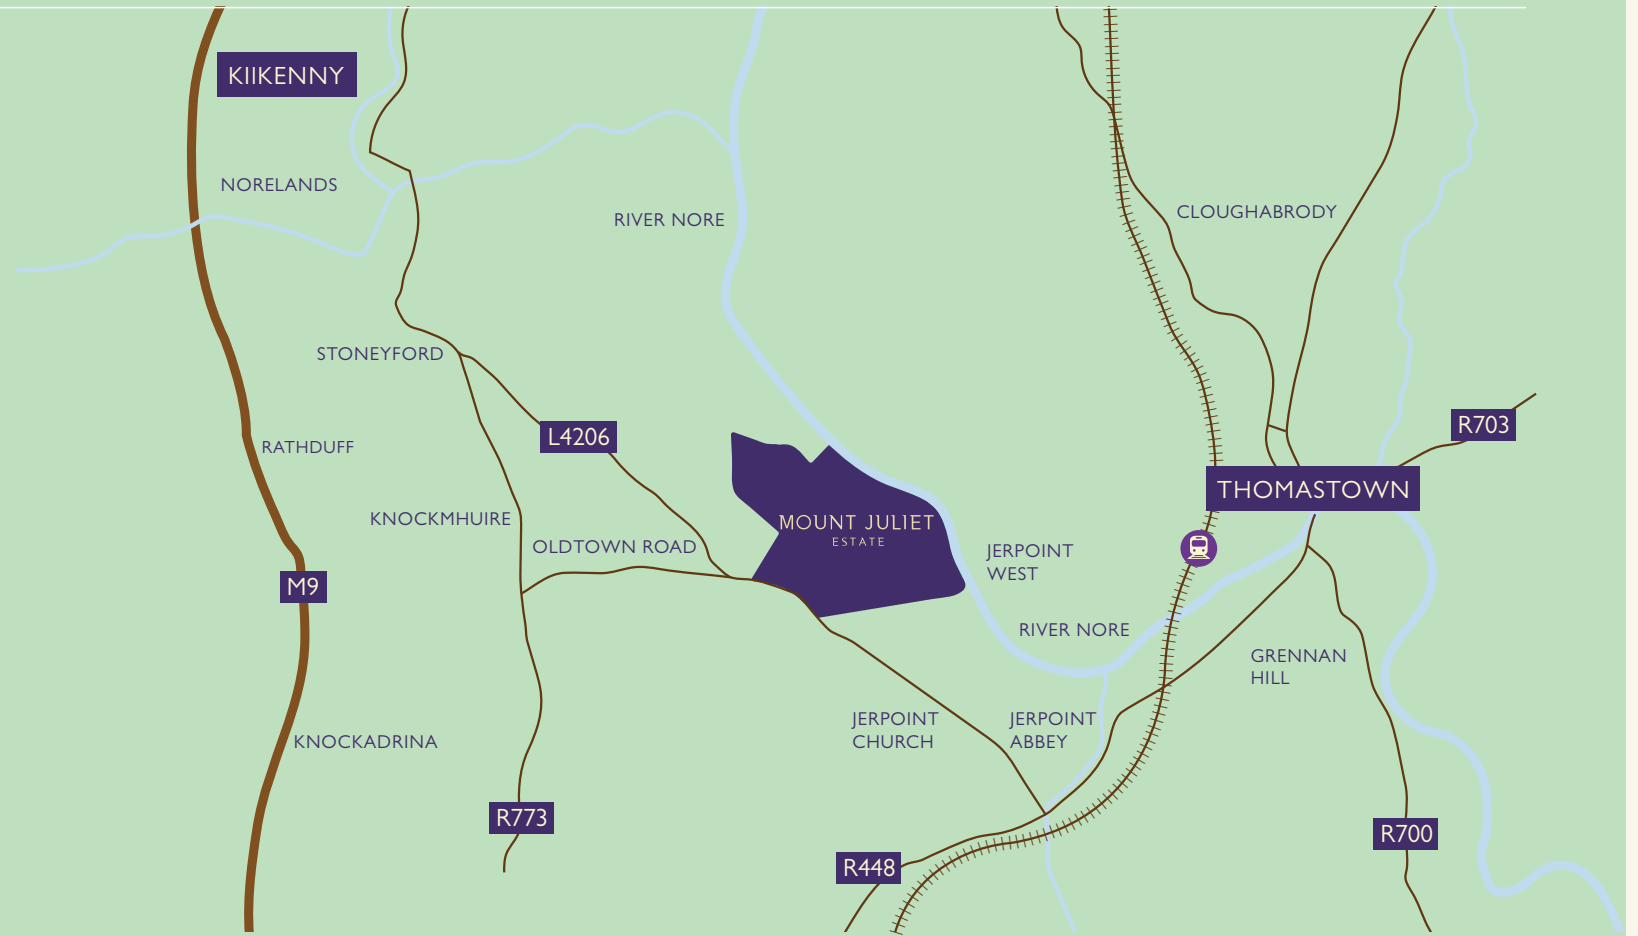 KIIKENNY
NORELANDS
RIVER NORE
CLOUGHABRODY
STONEYFORD
RATHDUFF
L4206
R703
THOMASTOWN
KNOCKMHUIRE
OLDTOWN ROAD
MOUNT JULIET
ESTATE
JERPOINT
WEST
M9
RIVER NORE
GRENNAN
HILL
KNOCKADRINA
JERPOINT
CHURCH
JERPOINT
ABBEY
R773
R448
R700